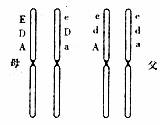 E e e e
D D d d
A a A a
母 父